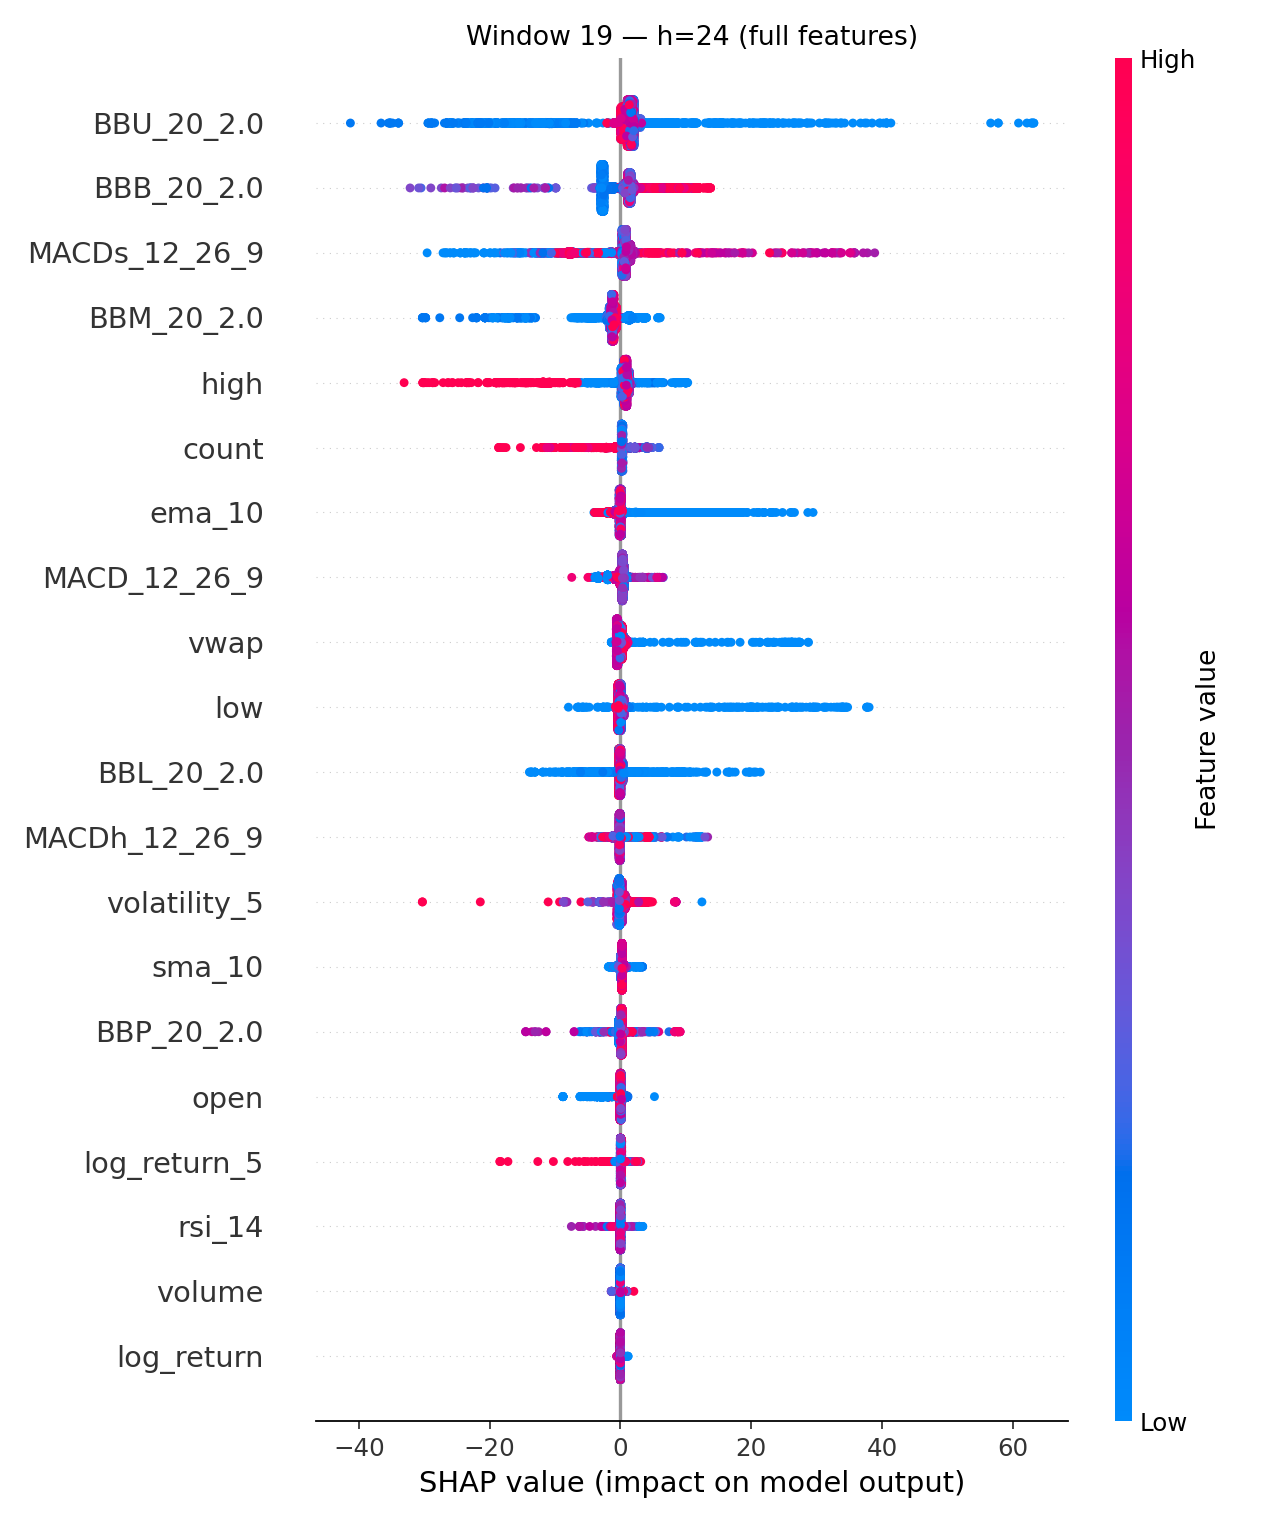 Window 19 — h=24 (full features)
High
BBU_20_2.0
BBB_20_2.0
MACDs_12_26_9
BBM_20_2.0
high
count
ema_10
MACD_12_26_9
vwap
low
BBL_20_2.0
MACDh_12_26_9
volatility_5
sma_10
BBP_20_2.0
open
log_return_5
rsi_14
volume
log_return
Feature value
Low
−40 −20 0 20 40 60
SHAP value (impact on model output)